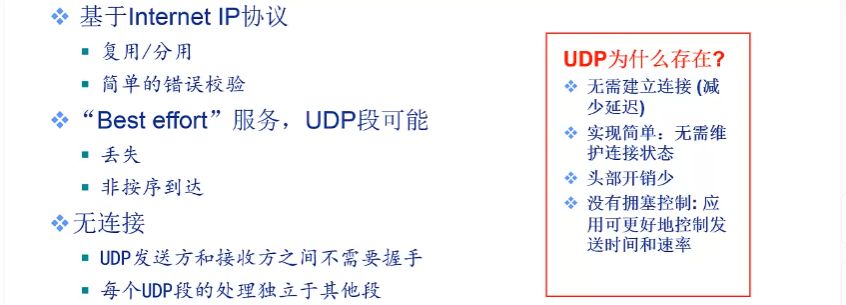 基于Internet IP协议
复用/分用
简单的错误校验
“Best effort”服务，UDP段可能
丢失
非按序到达
无连接
UDP发送方和接收方之间不需要握手
每个UDP段的处理独立于其他段
UDP为什么存在?
无需建立连接 (减
少延迟)
实现简单：无需维
护连接状态
头部开销少
没有拥塞控制: 应
用可更好地控制发
送时间和速率